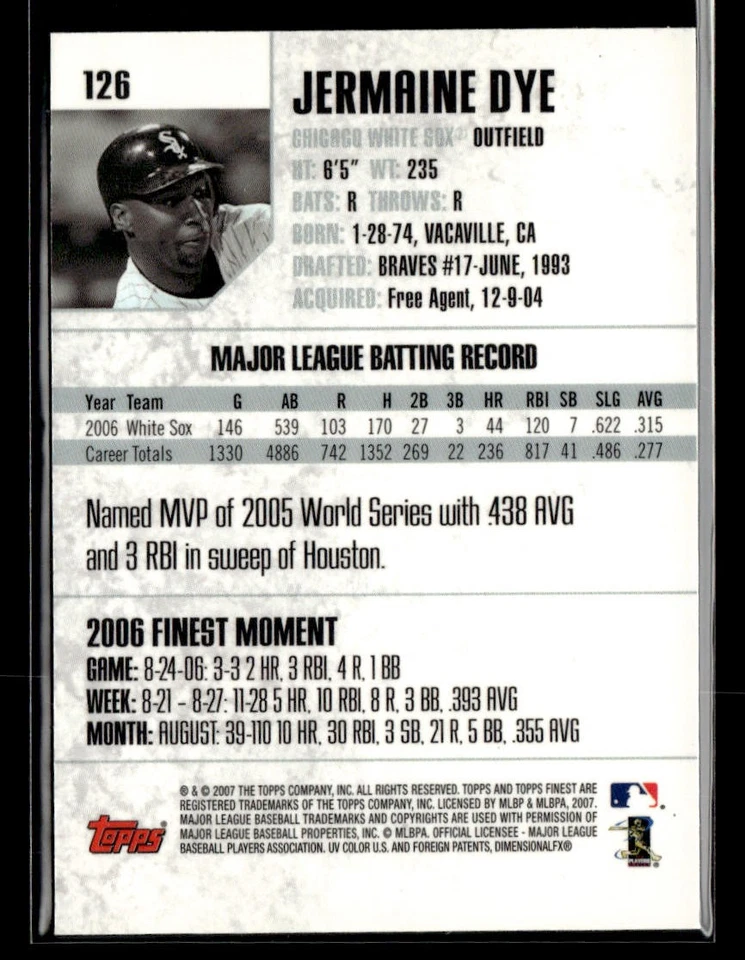 126
JERMAINE DYE
CHICAGO WHITE SOX® OUTFIELD
HT: 6'5" WT: 235
BATS: R THROWS: R
BORN: 1-28-74, VACAVILLE, CA
DRAFTED: BRAVES #17-JUNE, 1993
ACQUIRED: Free Agent, 12-9-04
Sox
MAJOR LEAGUE BATTING RECORD
Year Team G AB R H 2B 3B HR RBI SB SLG AVG
2006 White Sox 146 539 103 170 27 3 44 120 7 .622 .315
Career Totals 1330 4886 742 1352 269 22 236 817 41 .486 .277
Named MVP of 2005 World Series with .438 AVG
and 3 RBI in sweep of Houston.
2006 FINEST MOMENT
GAME: 8-24-06: 3-3 2 HR, 3 RBI, 4 R, 1 BB
WEEK: 8-21 – 8-27: 11-28 5 HR, 10 RBI, 8 R, 3 BB, .393 AVG
MONTH: AUGUST: 39-110 10 HR, 30 RBI, 3 SB, 21 R, 5 BB, .355 AVG
® & © 2007 THE TOPPS COMPANY, INC. ALL RIGHTS RESERVED. TOPPS AND TOPPS FINEST ARE
REGISTERED TRADEMARKS OF THE TOPPS COMPANY, INC. LICENSED BY MLBP & MLBPA, 2007.
MAJOR LEAGUE BASEBALL TRADEMARKS AND COPYRIGHTS ARE USED WITH PERMISSION OF
MAJOR LEAGUE BASEBALL PROPERTIES, INC. © MLBPA. OFFICIAL LICENSEE - MAJOR LEAGUE
BASEBALL PLAYERS ASSOCIATION. UV COLOR U.S. AND FOREIGN PATENTS, DIMENSIONALFX®
Topps®
PLAYERS